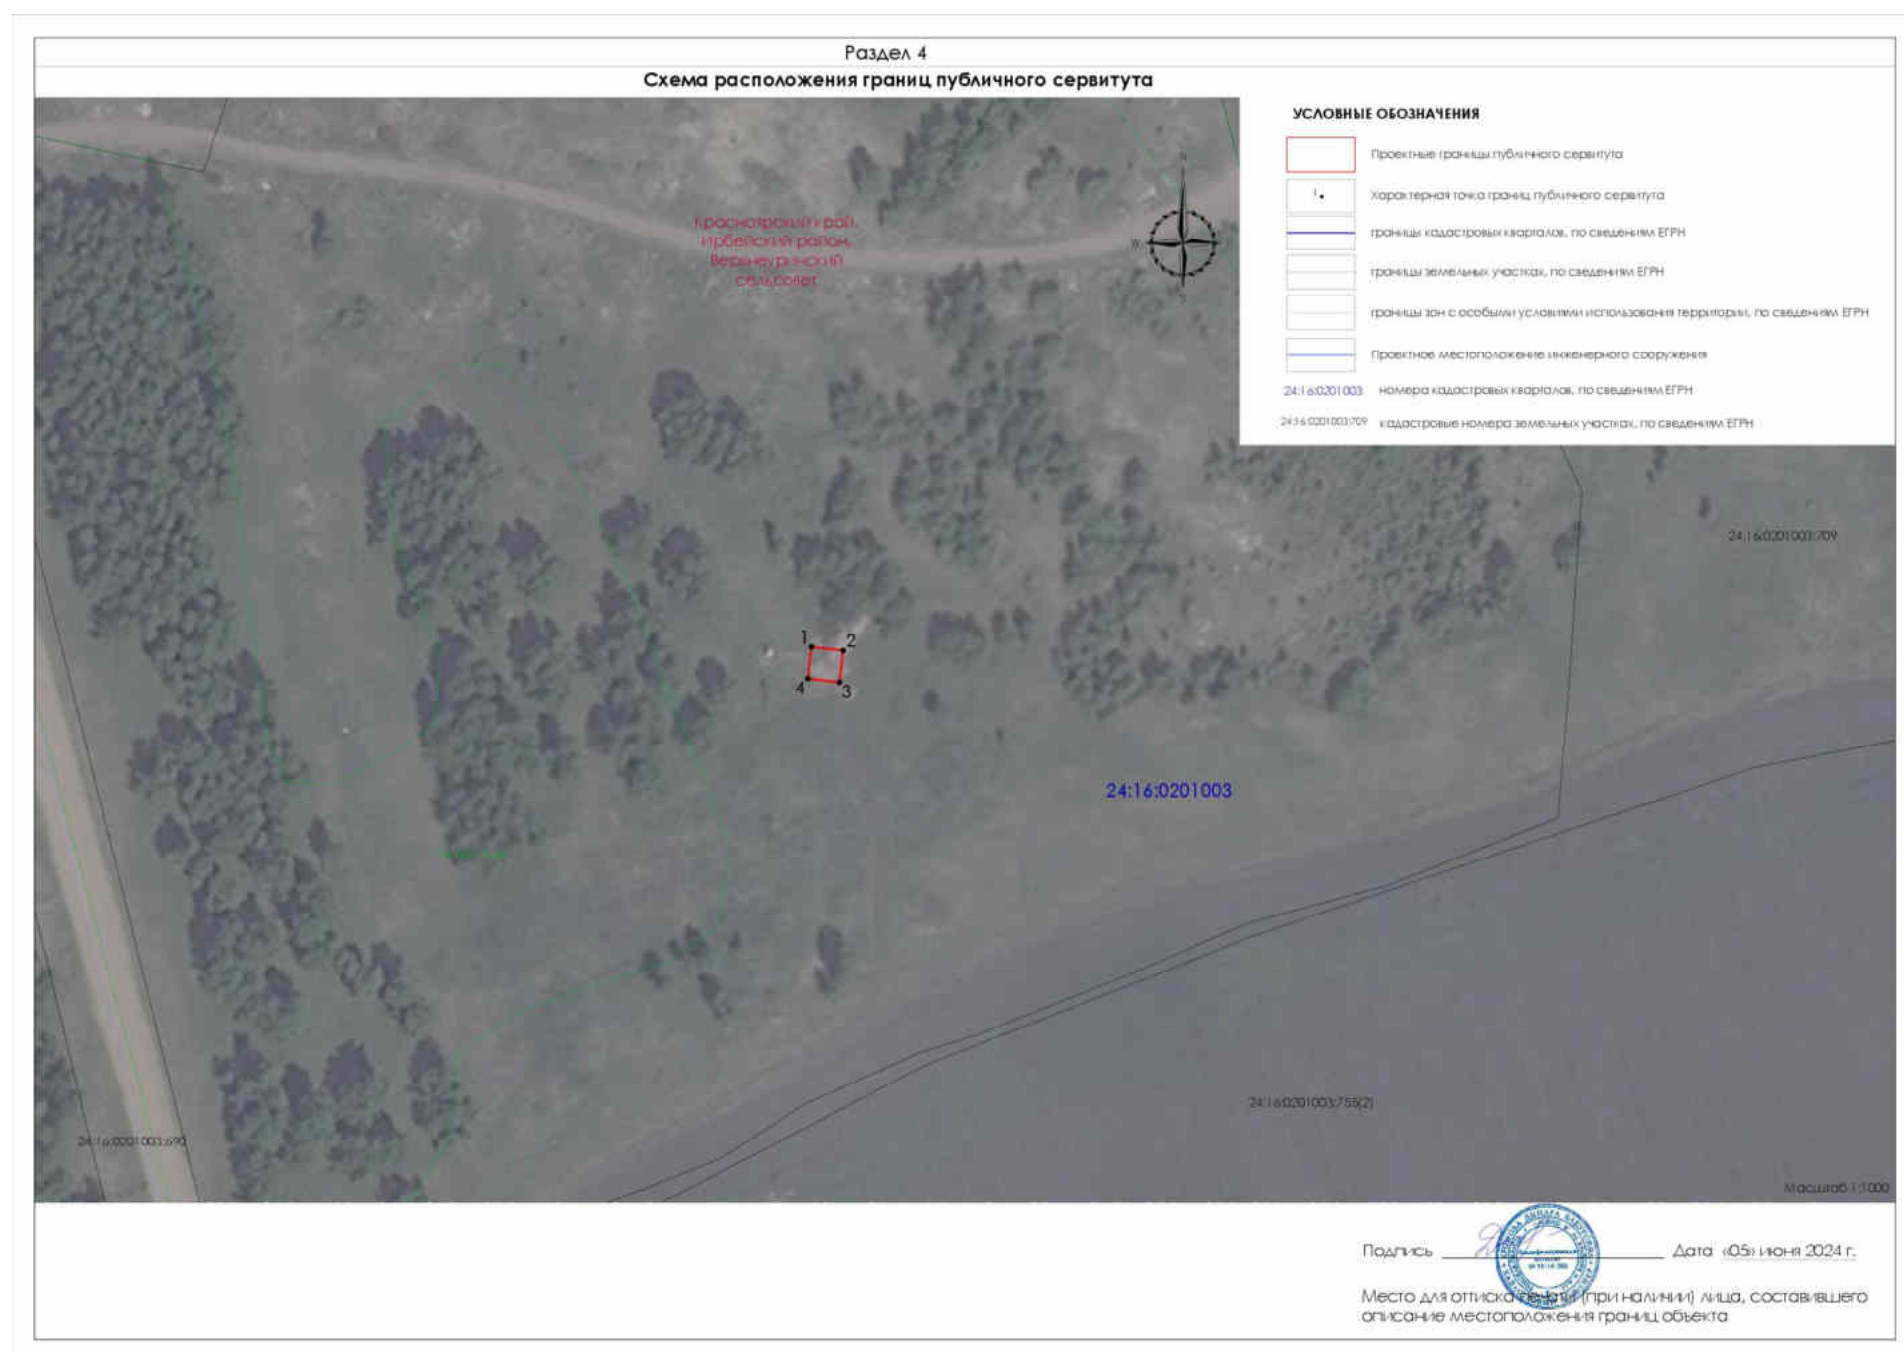 Раздел 4
Схема расположения границ публичного сервитута
УСЛОВНЫЕ ОБОЗНАЧЕНИЯ
Проектные границы публичного сервитута
1
Характерная точка границ публичного сервитута
границы кадастровых кварталов, по сведениям ЕГРН
границы земельных участках, по сведениям ЕГРН
границы зон с особыми условиями использования территории, по сведениям ЕГРН
Проектное местоположение инженерного сооружения
24:16:0201003 номера кадастровых кварталов, по сведениям ЕГРН
24:16:0201003:709 кадастровые номера земельных участках, по сведениям ЕГРН
N
W
S
Красноярский край,
Ирбейский район,
Верхнеуринский
сельсовет
24:16:0201003:709
1
2
4
3
24:16:0201003
24:16:0201003:755(2)
24:16:0201003:690
Масштаб 1:1000
Подпись Дата «05» июня 2024 г.
Место для оттиска печати (при наличии) лица, составившего
описание местоположения границ объекта